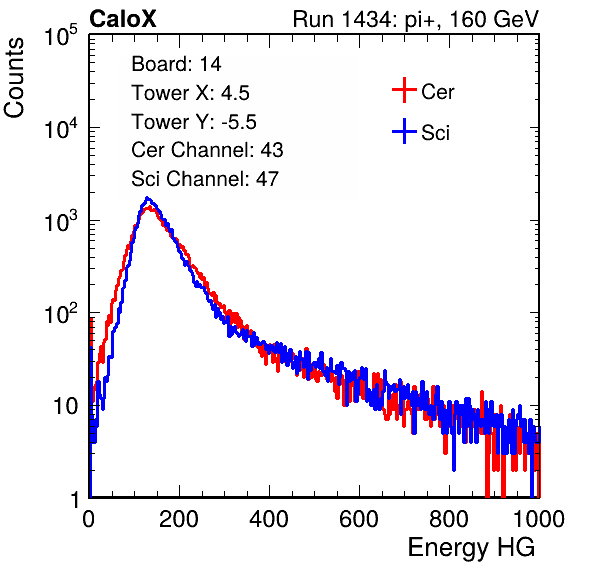 CaloX
Run 1434: pi+, 160 GeV
Counts
Board: 14
Tower X: 4.5
Tower Y: -5.5
Cer Channel: 43
Sci Channel: 47
Cer
Sci
10^5
10^4
10^3
10^2
10
1
0 200 400 600 800 1000
Energy HG